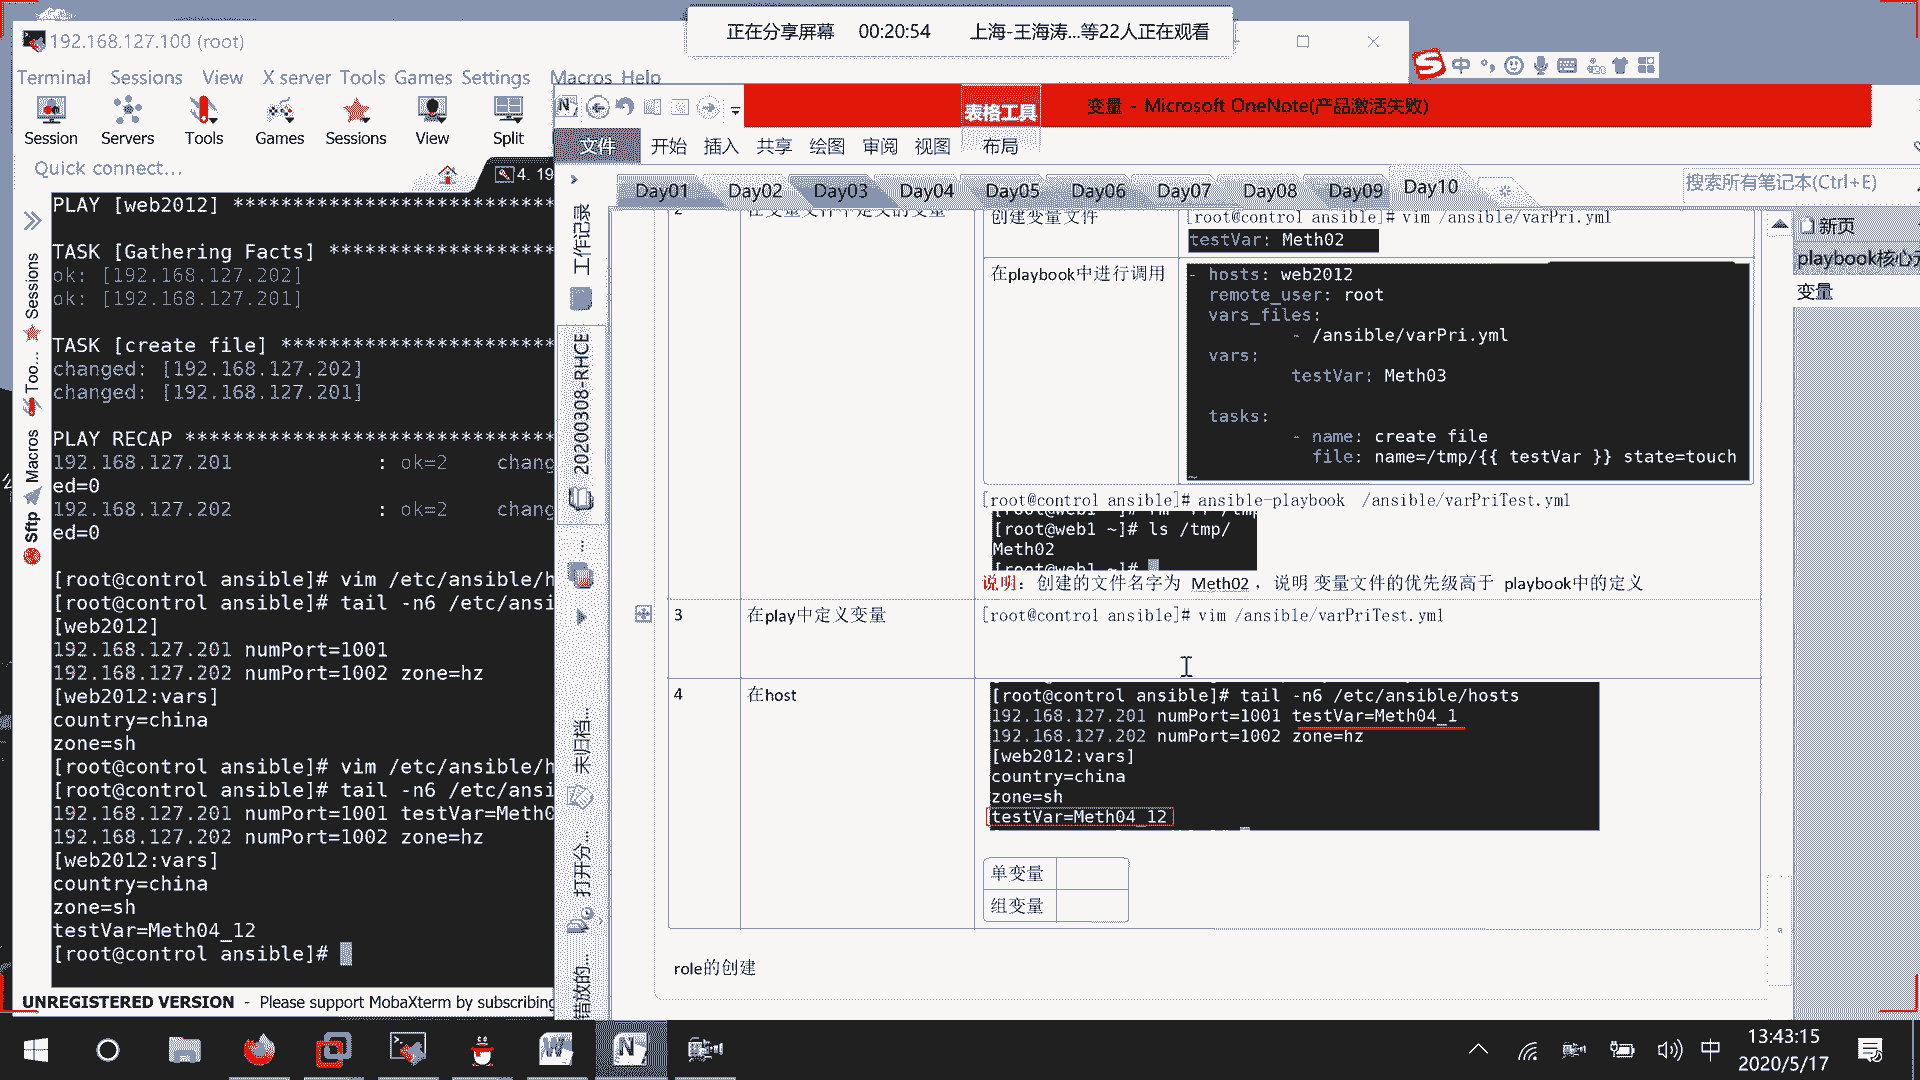 正在分享屏幕 00:20:54 上海-王海涛...等22人正在观看
192.168.127.100 (root)
Terminal Sessions View X server Tools Games Settings Macros Help
Session Servers Tools Games Sessions View Split
Quick connect...
4. 19
Sessions
Too...
Macros
Sftp
PLAY [web2012] ***************************
TASK [Gathering Facts] *******************
ok: [192.168.127.202]
ok: [192.168.127.201]
TASK [create file] ***********************
changed: [192.168.127.202]
changed: [192.168.127.201]
PLAY RECAP *******************************
192.168.127.201 : ok=2 chang
ed=0
192.168.127.202 : ok=2 chang
ed=0
[root@control ansible]# vim /etc/ansible/h
[root@control ansible]# tail -n6 /etc/ansi
[web2012]
192.168.127.201 numPort=1001
192.168.127.202 numPort=1002 zone=hz
[web2012:vars]
country=china
zone=sh
[root@control ansible]# vim /etc/ansible/h
[root@control ansible]# tail -n6 /etc/ansi
192.168.127.201 numPort=1001 testVar=Meth0
192.168.127.202 numPort=1002 zone=hz
[web2012:vars]
country=china
zone=sh
testVar=Meth04_12
[root@control ansible]#
UNREGISTERED VERSION - Please support MobaXterm by subscribing
表格工具
变量 - Microsoft OneNote(产品激活失败)
文件 开始 插入 共享 绘图 审阅 视图 布局
Day01 Day02 Day03 Day04 Day05 Day06 Day07 Day08 Day09 Day10
搜索所有笔记本(Ctrl+E)
工作记录
20200308-RHCE
...
未归档...
打开分...
错放的...
新页
playbook核心元
变量
2 在变量文件中定义的变量 创建变量文件 [root@control ansible]# vim /ansible/varPri.yml
testVar: Meth02
在playbook中进行调用
- hosts: web2012
remote_user: root
vars_files:
- /ansible/varPri.yml
vars:
testVar: Meth03
tasks:
- name: create file
file: name=/tmp/{{ testVar }} state=touch
[root@control ansible]# ansible-playbook /ansible/varPriTest.yml
[root@web1 ~]# ls /tmp/
Meth02
[root@web1 ~]#
说明: 创建的文件名字为 Meth02 ，说明 变量文件的优先级高于 playbook中的定义
3 在play中定义变量 [root@control ansible]# vim /ansible/varPriTest.yml
4 在host
[root@control ansible]# tail -n6 /etc/ansible/hosts
192.168.127.201 numPort=1001 testVar=Meth04_1
192.168.127.202 numPort=1002 zone=hz
[web2012:vars]
country=china
zone=sh
testVar=Meth04_12
单变量
组变量
role的创建
中
13:43:15
2020/5/17